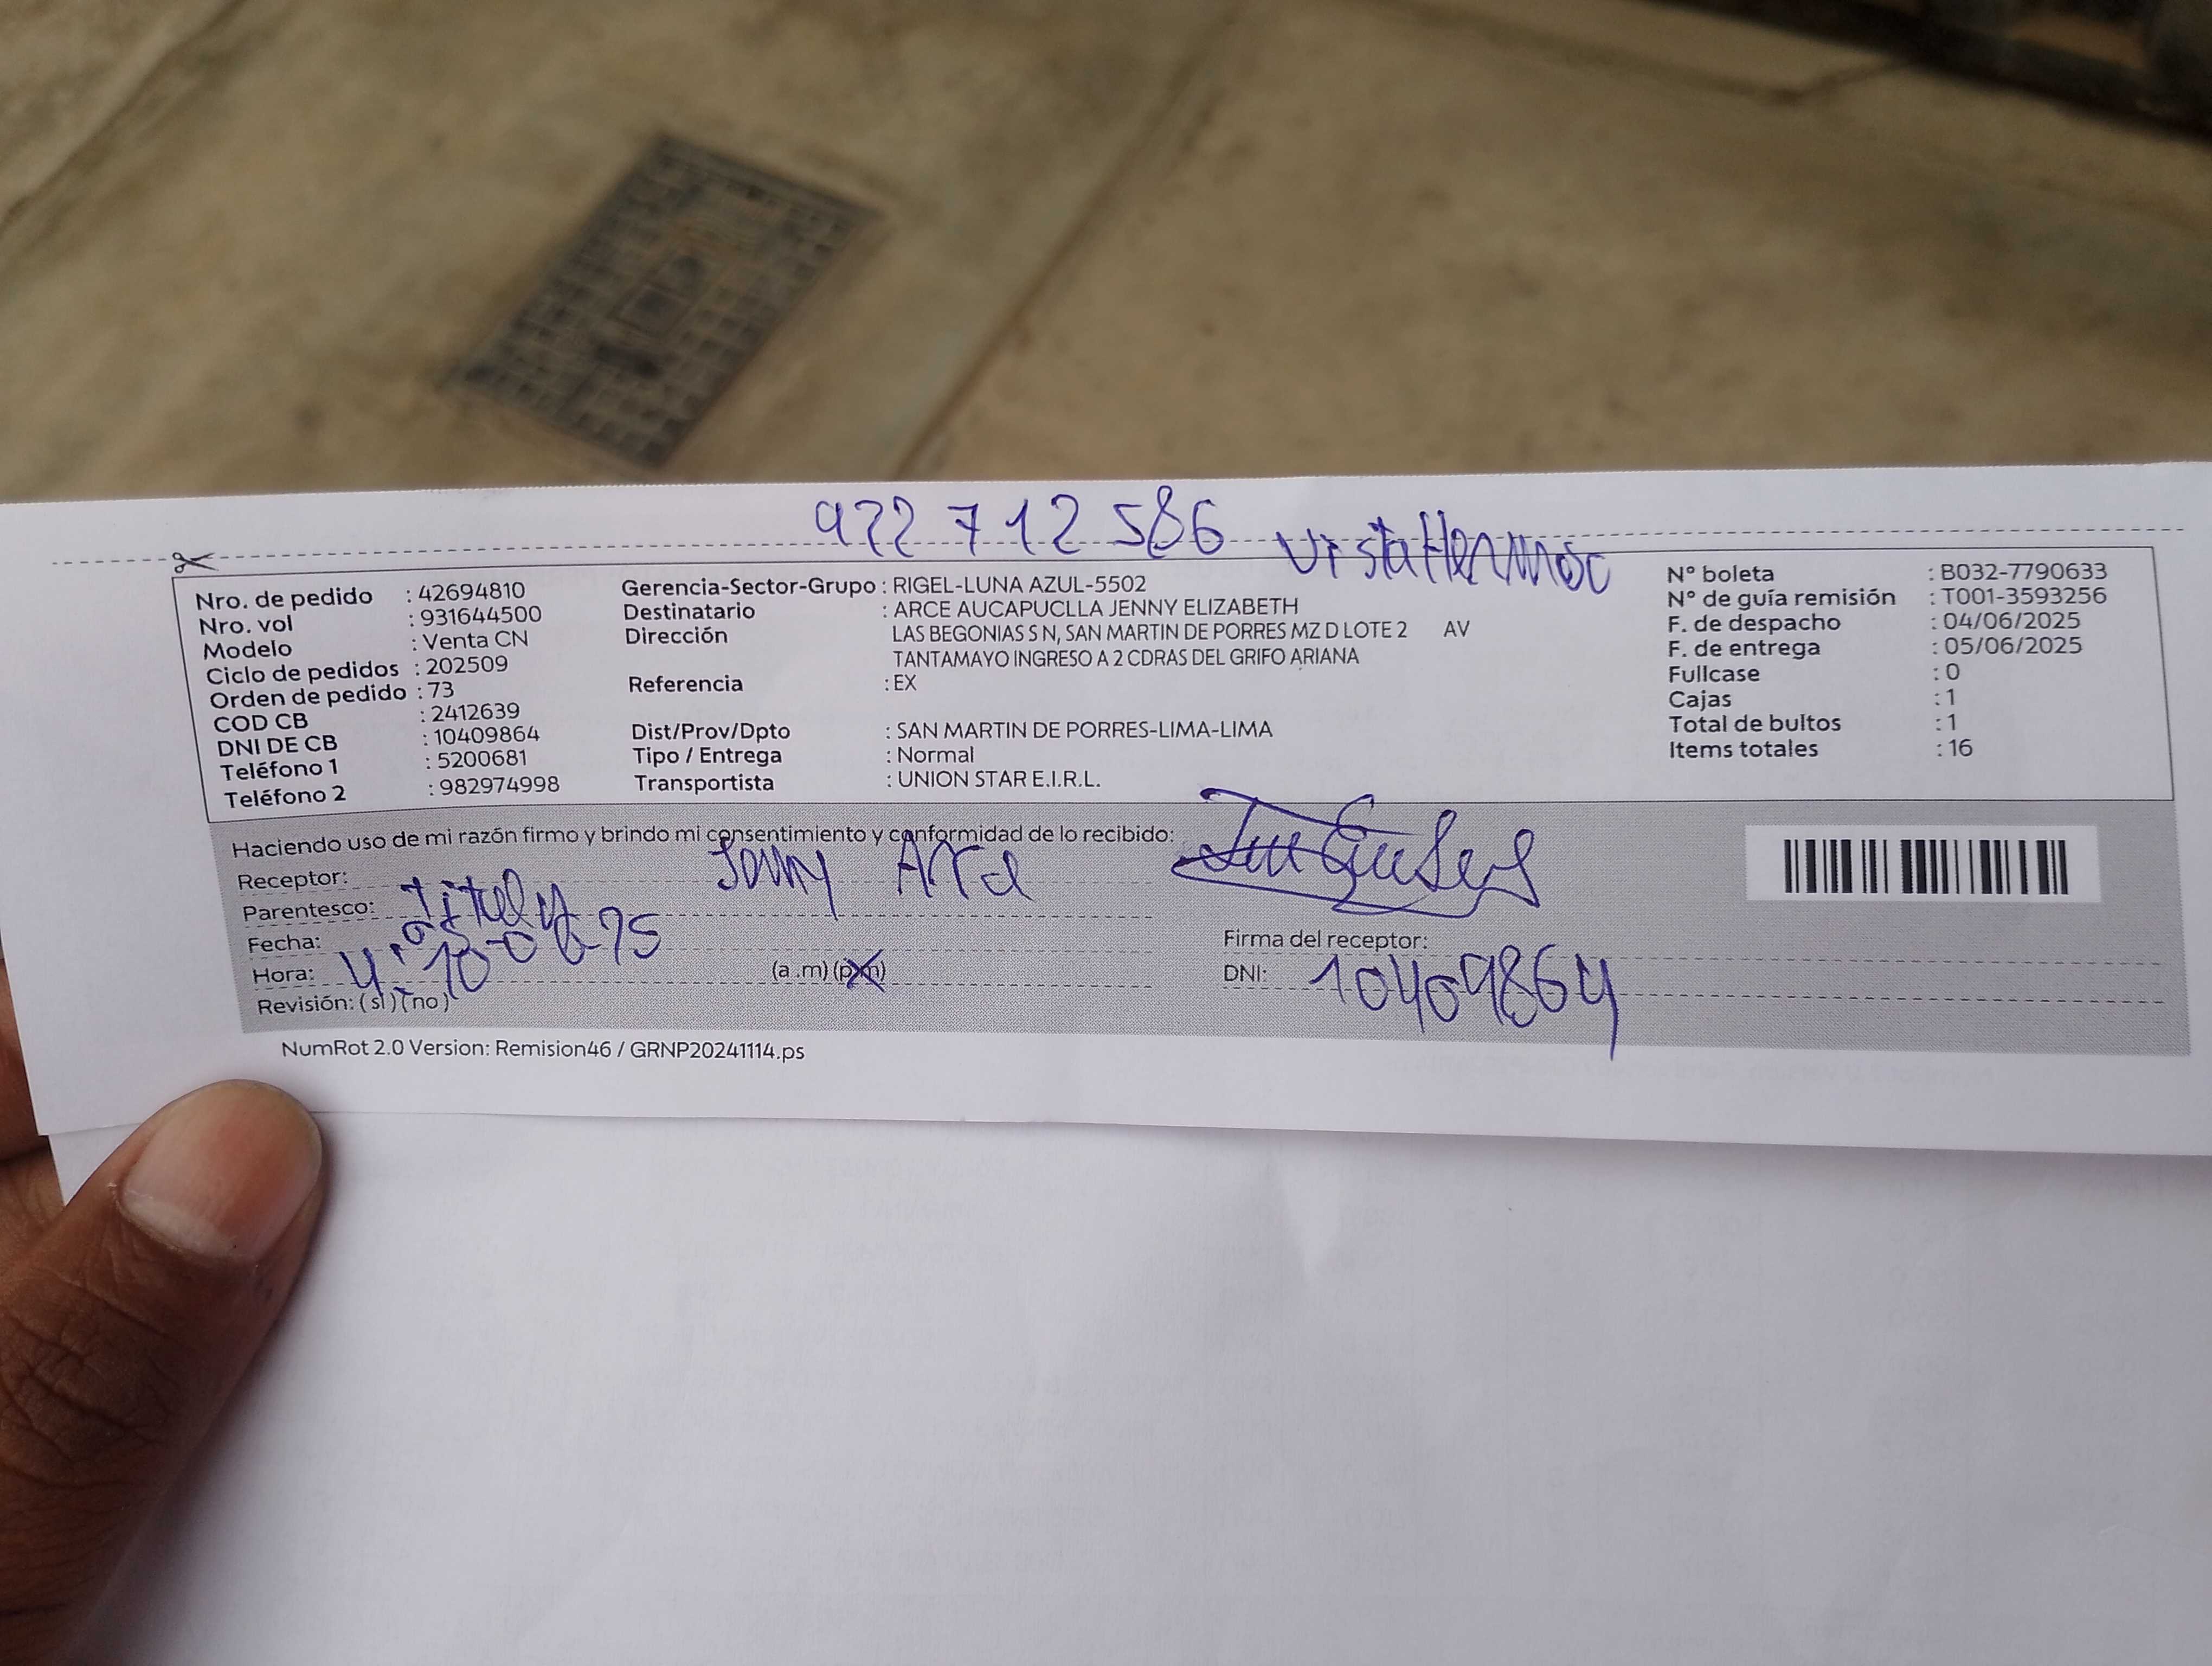 922 712 586 Vista Hermoso
Nro. de pedido : 42694810
Nro. vol : 931644500
Modelo : Venta CN
Ciclo de pedidos : 202509
Orden de pedido : 73
COD CB : 2412639
DNI DE CB : 10409864
Teléfono 1 : 5200681
Teléfono 2 : 982974998
Gerencia-Sector-Grupo : RIGEL-LUNA AZUL-5502
Destinatario : ARCE AUCAPUCLLA JENNY ELIZABETH
Dirección LAS BEGONIAS S N, SAN MARTIN DE PORRES MZ D LOTE 2 AV
TANTAMAYO INGRESO A 2 CDRAS DEL GRIFO ARIANA
Referencia : EX
Dist/Prov/Dpto : SAN MARTIN DE PORRES-LIMA-LIMA
Tipo / Entrega : Normal
Transportista : UNION STAR E.I.R.L.
N° boleta : B032-7790633
N° de guía remisión : T001-3593256
F. de despacho : 04/06/2025
F. de entrega : 05/06/2025
Fullcase : 0
Cajas : 1
Total de bultos : 1
Items totales : 16
Haciendo uso de mi razón firmo y brindo mi consentimiento y conformidad de lo recibido:
Receptor: Jenny Arce
Parentesco:
Fecha:
Hora: 4:10 (a .m) (p.m)
Revisión: ( si ) ( no )
Firma del receptor:
DNI: 10409864
NumRot 2.0 Version: Remision46 / GRNP20241114.ps